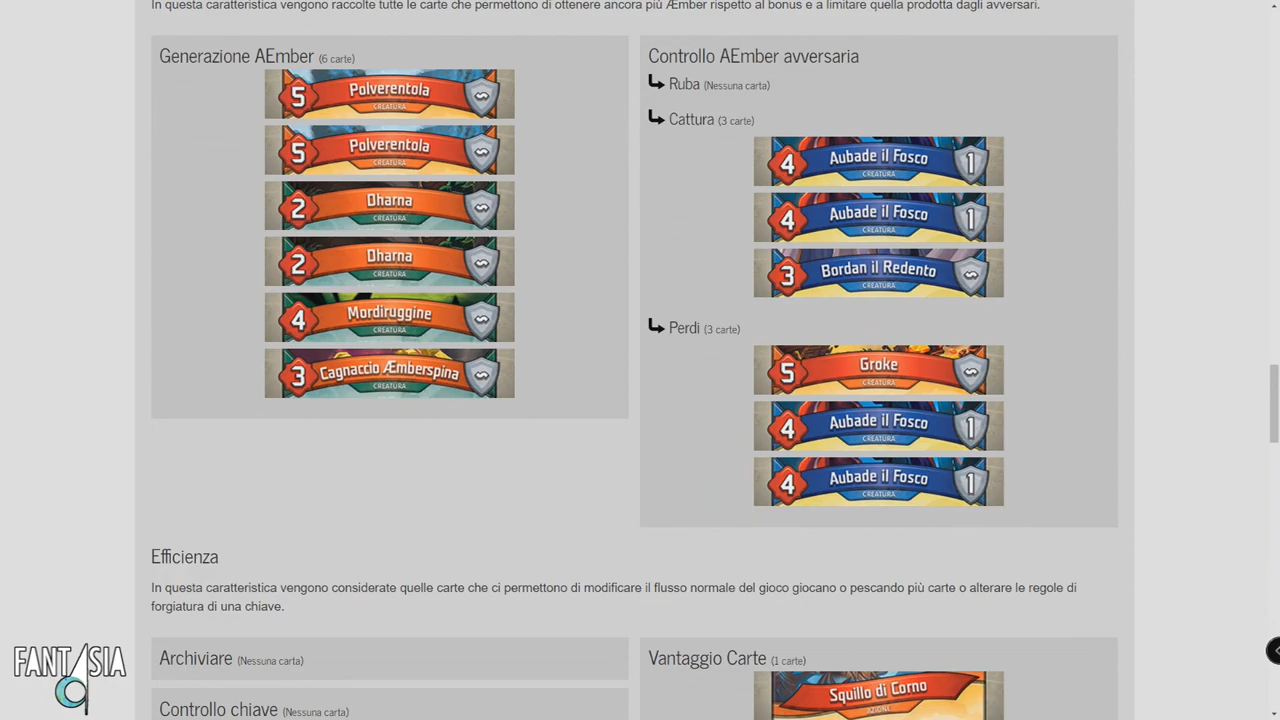 In questa caratteristica vengono raccolte tutte le carte che permettono di ottenere ancora più Æmber rispetto al bonus e a limitare quella prodotta dagli avversari.
Generazione AEmber (6 carte)
5 Polverentola
CREATURA
5 Polverentola
CREATURA
2 Dharna
CREATURA
2 Dharna
CREATURA
4 Mordiruggine
CREATURA
3 Cagnaccio Æmberspina
CREATURA
Controllo AEmber avversaria
Ruba (Nessuna carta)
Cattura (3 carte)
4 Aubade il Fosco 1
CREATURA
4 Aubade il Fosco 1
CREATURA
3 Bordan il Redento
CREATURA
Perdi (3 carte)
5 Groke
CREATURA
4 Aubade il Fosco 1
CREATURA
4 Aubade il Fosco 1
CREATURA
Efficienza
In questa caratteristica vengono considerate quelle carte che ci permettono di modificare il flusso normale del gioco giocano o pescando più carte o alterare le regole di
forgiatura di una chiave.
Archiviare (Nessuna carta)
Controllo chiave (Nessuna carta)
Vantaggio Carte (1 carte)
Squillo di Corno
AZIONE
FANTASIA